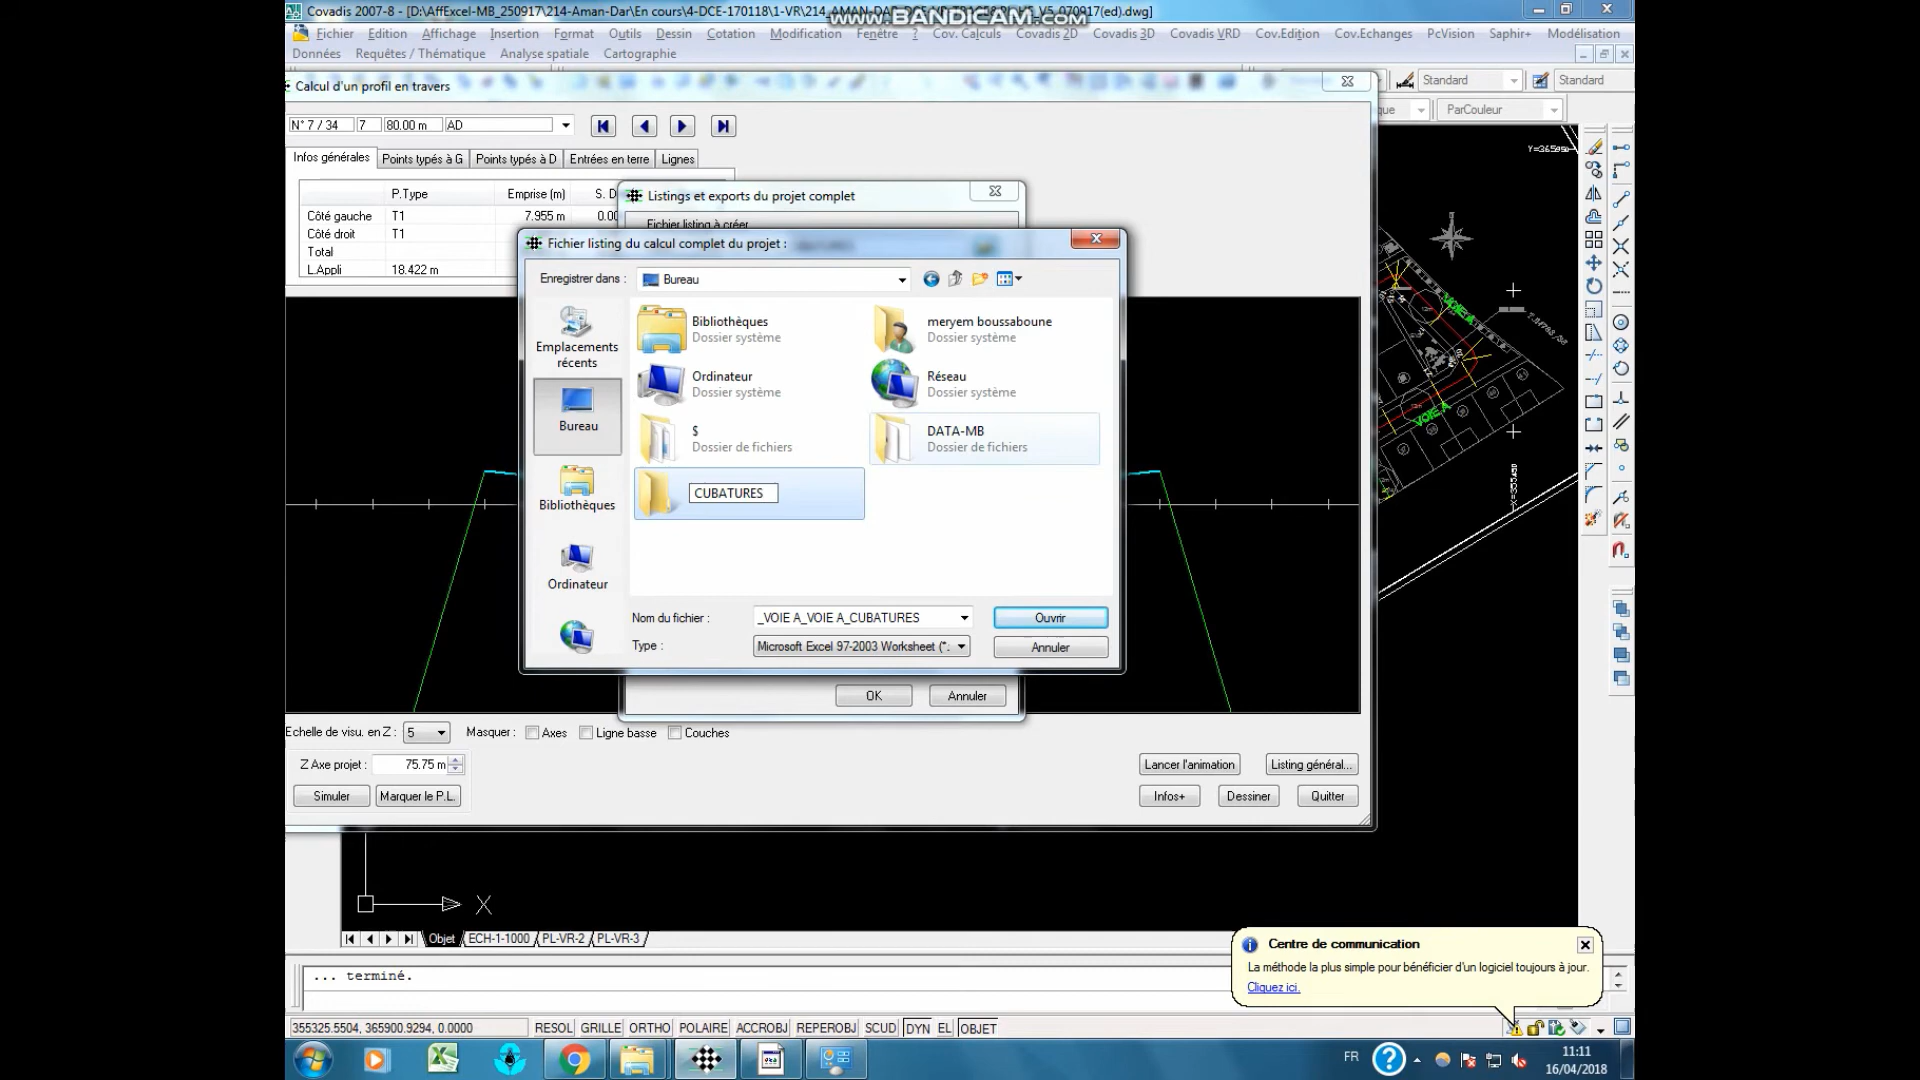 Covadis 2007-8 - [D:\AffExcel-MB_250917\214-Aman-Dar\En cours\4-DCE-170118\1-VR\214_AMAN-DAR_DCE
V5_070917(ed).dwg]
www.BANDICAM.com
Fichier Edition Affichage Insertion Format Outils Dessin Cotation Modification Fenêtre ? Cov. Calculs Covadis 2D Covadis 3D Covadis VRD Cov.Edition Cov.Echanges PcVision Saphir+ Modélisation
Données Requêtes / Thématique Analyse spatiale Cartographie
Calcul d'un profil en travers
Standard Standard
que ParCouleur
N° 7 / 34 7 80.00 m AD
Infos générales Points typés à G Points typés à D Entrées en terre Lignes
P.Type Emprise (m) S. D
Côté gauche T1 7.955 m 0.00
Côté droit T1
Total
L.Appli 18.422 m
Listings et exports du projet complet
Fichier listing à créer
Fichier listing du calcul complet du projet :
Enregistrer dans : Bureau
Emplacements récents
Bureau
Bibliothèques
Ordinateur
Bibliothèques
Dossier système
meryem boussaboune
Dossier système
Ordinateur
Dossier système
Réseau
Dossier système
$
Dossier de fichiers
DATA-MB
Dossier de fichiers
CUBATURES
Nom du fichier : _VOIE A_VOIE A_CUBATURES Ouvrir
Type : Microsoft Excel 97-2003 Worksheet (*. Annuler
OK Annuler
VOIE A
Echelle de visu. en Z : 5 Masquer : Axes Ligne basse Couches
Z Axe projet : 75.75 m Lancer l'animation Listing général...
Simuler Marquer le P.L. Infos+ Dessiner Quitter
X
Objet ECH-1-1000 PL-VR-2 PL-VR-3
... terminé.
Centre de communication
La méthode la plus simple pour bénéficier d'un logiciel toujours à jour.
Cliquez ici.
355325.5504, 365900.9294, 0.0000 RESOL GRILLE ORTHO POLAIRE ACCROBJ REPEROBJ SCUD DYN EL OBJET
FR
11:11
16/04/2018